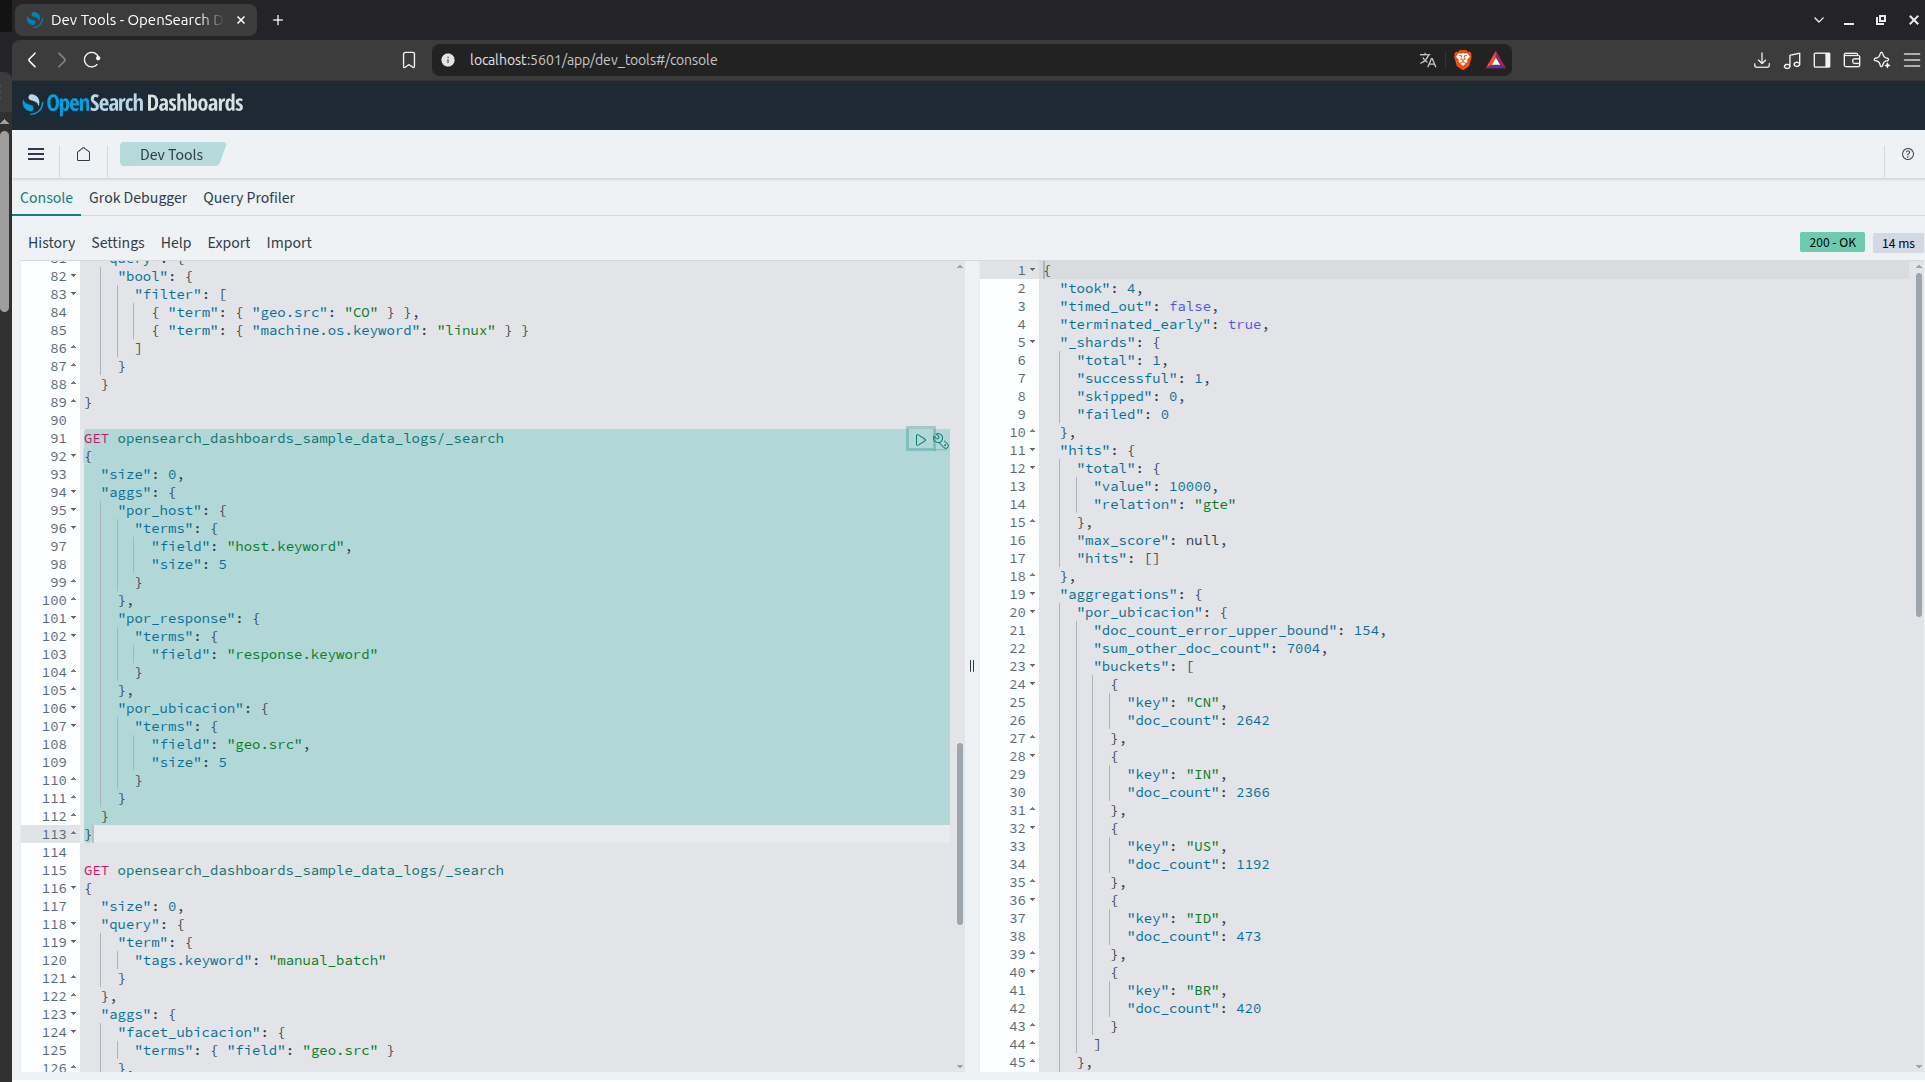 Dev Tools - OpenSearch D
localhost:5601/app/dev_tools#/console
OpenSearch Dashboards
Dev Tools
Console Grok Debugger Query Profiler
History Settings Help Export Import
200 - OK 14 ms
81 "query": {
82 "bool": {
83 "filter": [
84 { "term": { "geo.src": "CO" } },
85 { "term": { "machine.os.keyword": "linux" } }
86 ]
87 }
88 }
89 }
90
91 GET opensearch_dashboards_sample_data_logs/_search
92 {
93 "size": 0,
94 "aggs": {
95 "por_host": {
96 "terms": {
97 "field": "host.keyword",
98 "size": 5
99 }
100 },
101 "por_response": {
102 "terms": {
103 "field": "response.keyword"
104 }
105 },
106 "por_ubicacion": {
107 "terms": {
108 "field": "geo.src",
109 "size": 5
110 }
111 }
112 }
113 }
114
115 GET opensearch_dashboards_sample_data_logs/_search
116 {
117 "size": 0,
118 "query": {
119 "term": {
120 "tags.keyword": "manual_batch"
121 }
122 },
123 "aggs": {
124 "facet_ubicacion": {
125 "terms": { "field": "geo.src" }
126 },
1 {
2 "took": 4,
3 "timed_out": false,
4 "terminated_early": true,
5 "_shards": {
6 "total": 1,
7 "successful": 1,
8 "skipped": 0,
9 "failed": 0
10 },
11 "hits": {
12 "total": {
13 "value": 10000,
14 "relation": "gte"
15 },
16 "max_score": null,
17 "hits": []
18 },
19 "aggregations": {
20 "por_ubicacion": {
21 "doc_count_error_upper_bound": 154,
22 "sum_other_doc_count": 7004,
23 "buckets": [
24 {
25 "key": "CN",
26 "doc_count": 2642
27 },
28 {
29 "key": "IN",
30 "doc_count": 2366
31 },
32 {
33 "key": "US",
34 "doc_count": 1192
35 },
36 {
37 "key": "ID",
38 "doc_count": 473
39 },
40 {
41 "key": "BR",
42 "doc_count": 420
43 }
44 ]
45 },